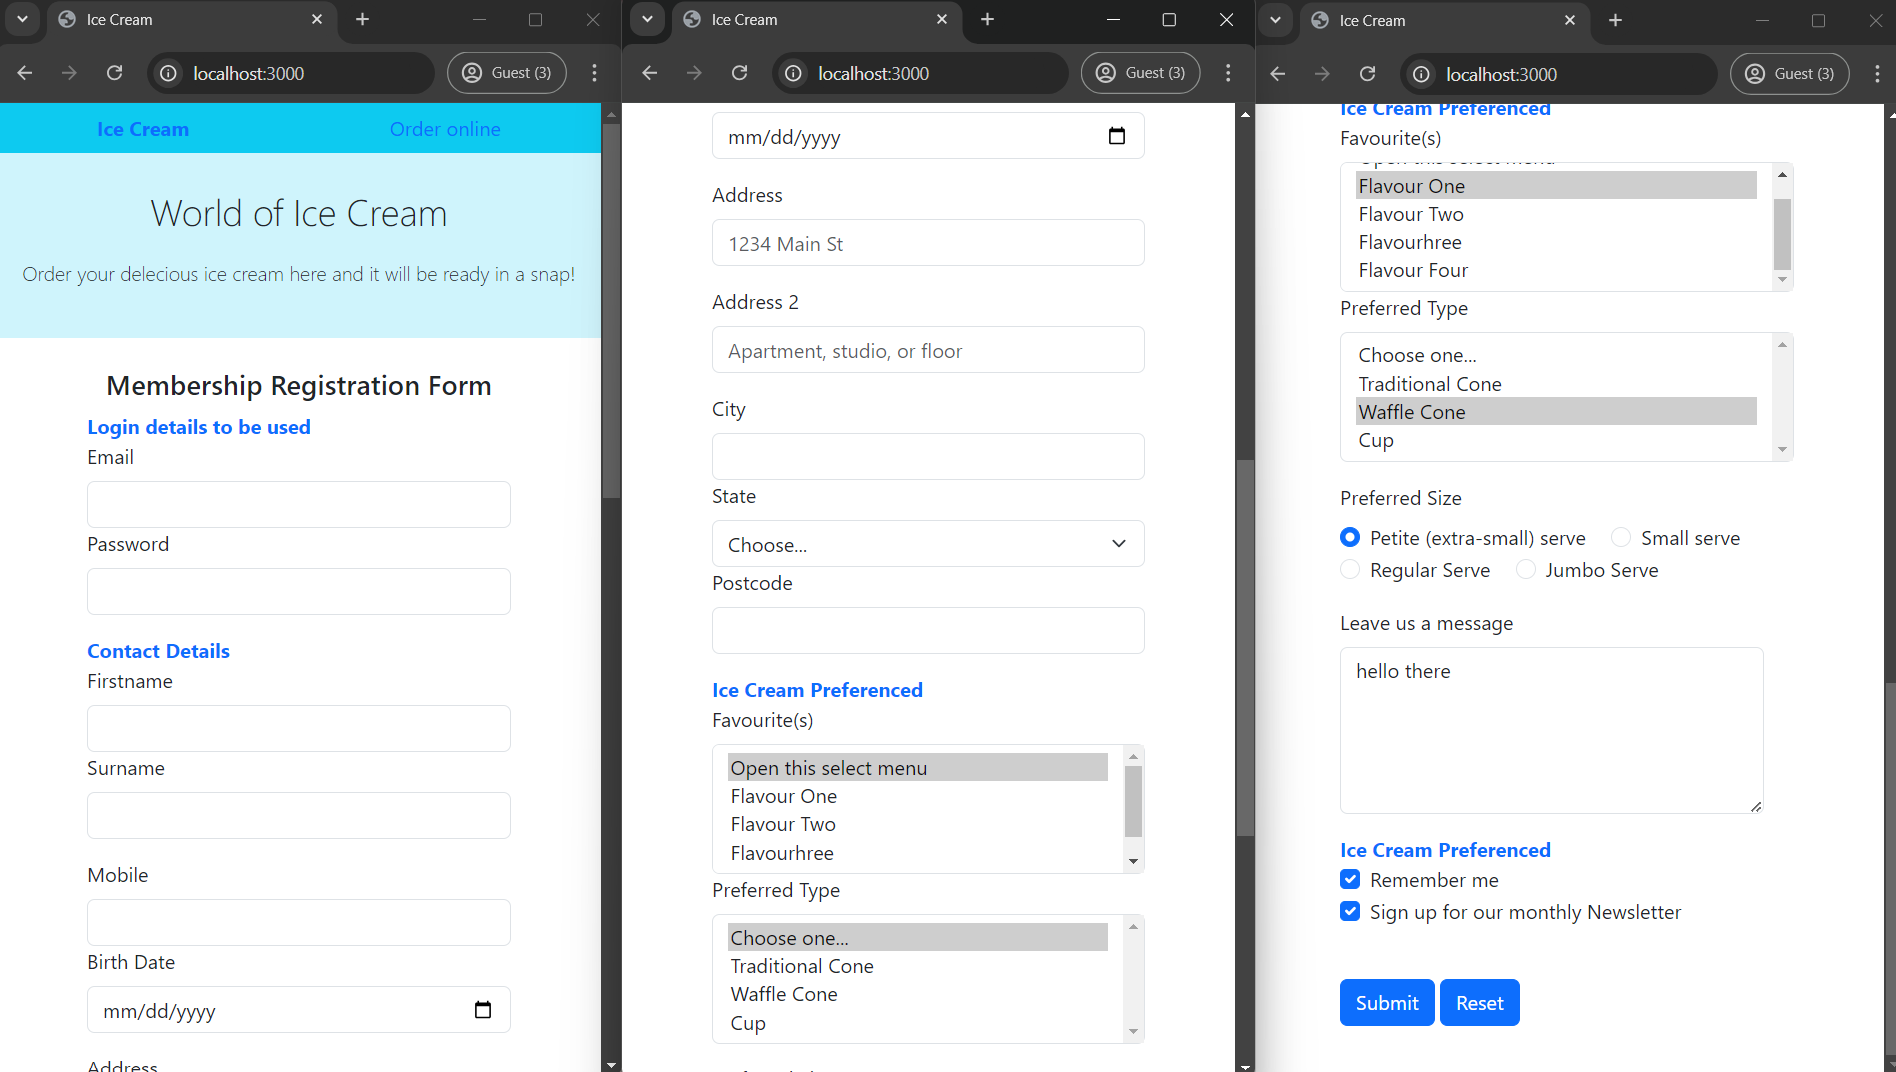 Ice Cream
localhost:3000
Guest (3)
Ice Cream
Order online
World of Ice Cream
Order your delecious ice cream here and it will be ready in a snap!
Membership Registration Form
Login details to be used
Email
Password
Contact Details
Firstname
Surname
Mobile
Birth Date
mm/dd/yyyy
Address
Ice Cream
localhost:3000
Guest (3)
mm/dd/yyyy
Address
1234 Main St
Address 2
Apartment, studio, or floor
City
State
Choose...
Postcode
Ice Cream Preferenced
Favourite(s)
Open this select menu
Flavour One
Flavour Two
Flavourhree
Preferred Type
Choose one...
Traditional Cone
Waffle Cone
Cup
Ice Cream
localhost:3000
Guest (3)
Ice Cream Preferenced
Favourite(s)
Open this select menu
Flavour One
Flavour Two
Flavourhree
Flavour Four
Preferred Type
Choose one...
Traditional Cone
Waffle Cone
Cup
Preferred Size
Petite (extra-small) serve Small serve
Regular Serve Jumbo Serve
Leave us a message
hello there
Ice Cream Preferenced
Remember me
Sign up for our monthly Newsletter
Submit Reset